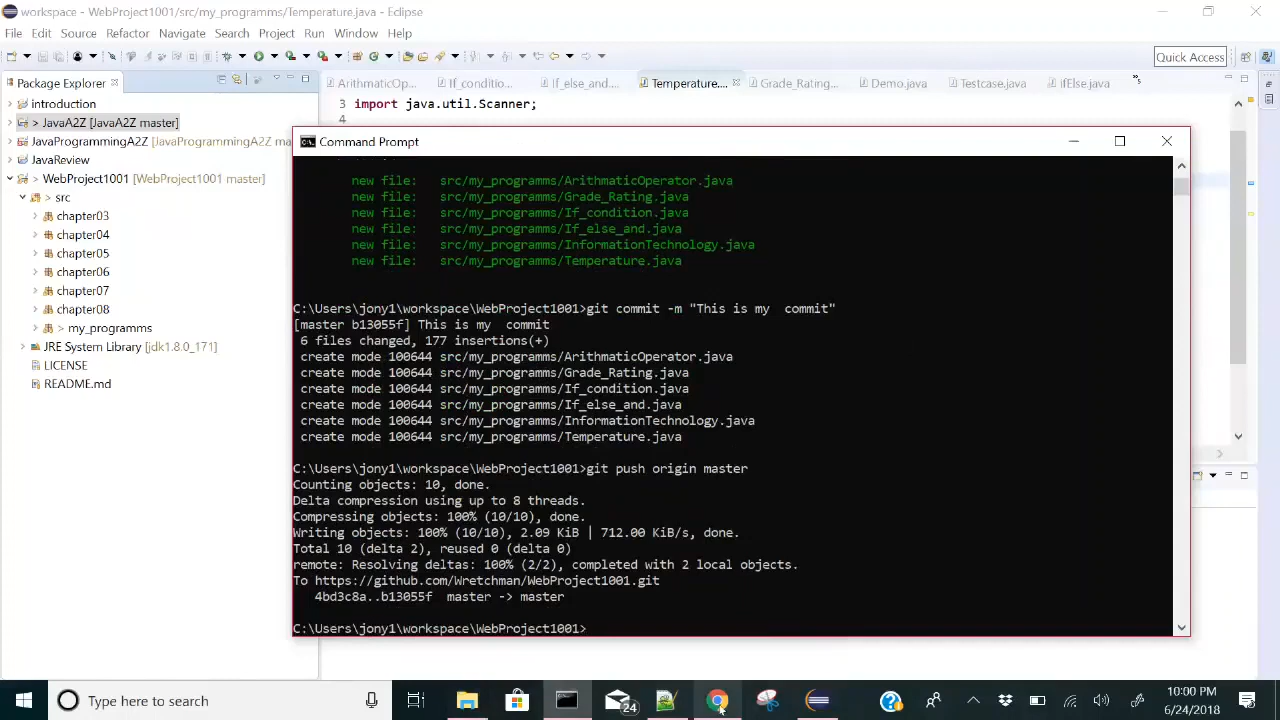 workspace - WebProject1001/src/my_programms/Temperature.java - Eclipse
File Edit Source Refactor Navigate Search Project Run Window Help
Quick Access
Package Explorer
ArithmaticOp...
If_conditio...
If_else_and....
Temperature....
Grade_Rating...
Demo.java
Testcase.java
ifElse.java
introduction
> JavaA2Z [JavaA2Z master]
JavaProgrammingA2Z [JavaProgrammingA2Z ma
JavaReview
> WebProject1001 [WebProject1001 master]
> src
chapter03
chapter04
chapter05
chapter06
chapter07
chapter08
> my_programms
JRE System Library [jdk1.8.0_171]
LICENSE
README.md
3 import java.util.Scanner;
4
Command Prompt
new file: src/my_programms/ArithmaticOperator.java
new file: src/my_programms/Grade_Rating.java
new file: src/my_programms/If_condition.java
new file: src/my_programms/If_else_and.java
new file: src/my_programms/InformationTechnology.java
new file: src/my_programms/Temperature.java
C:\Users\jony1\workspace\WebProject1001>git commit -m "This is my  commit"
[master b13055f] This is my  commit
6 files changed, 177 insertions(+)
create mode 100644 src/my_programms/ArithmaticOperator.java
create mode 100644 src/my_programms/Grade_Rating.java
create mode 100644 src/my_programms/If_condition.java
create mode 100644 src/my_programms/If_else_and.java
create mode 100644 src/my_programms/InformationTechnology.java
create mode 100644 src/my_programms/Temperature.java
C:\Users\jony1\workspace\WebProject1001>git push origin master
Counting objects: 10, done.
Delta compression using up to 8 threads.
Compressing objects: 100% (10/10), done.
Writing objects: 100% (10/10), 2.09 KiB | 712.00 KiB/s, done.
Total 10 (delta 2), reused 0 (delta 0)
remote: Resolving deltas: 100% (2/2), completed with 2 local objects.
To https://github.com/Wretchman/WebProject1001.git
4bd3c8a..b13055f  master -> master
C:\Users\jony1\workspace\WebProject1001>
Type here to search
24
10:00 PM
6/24/2018